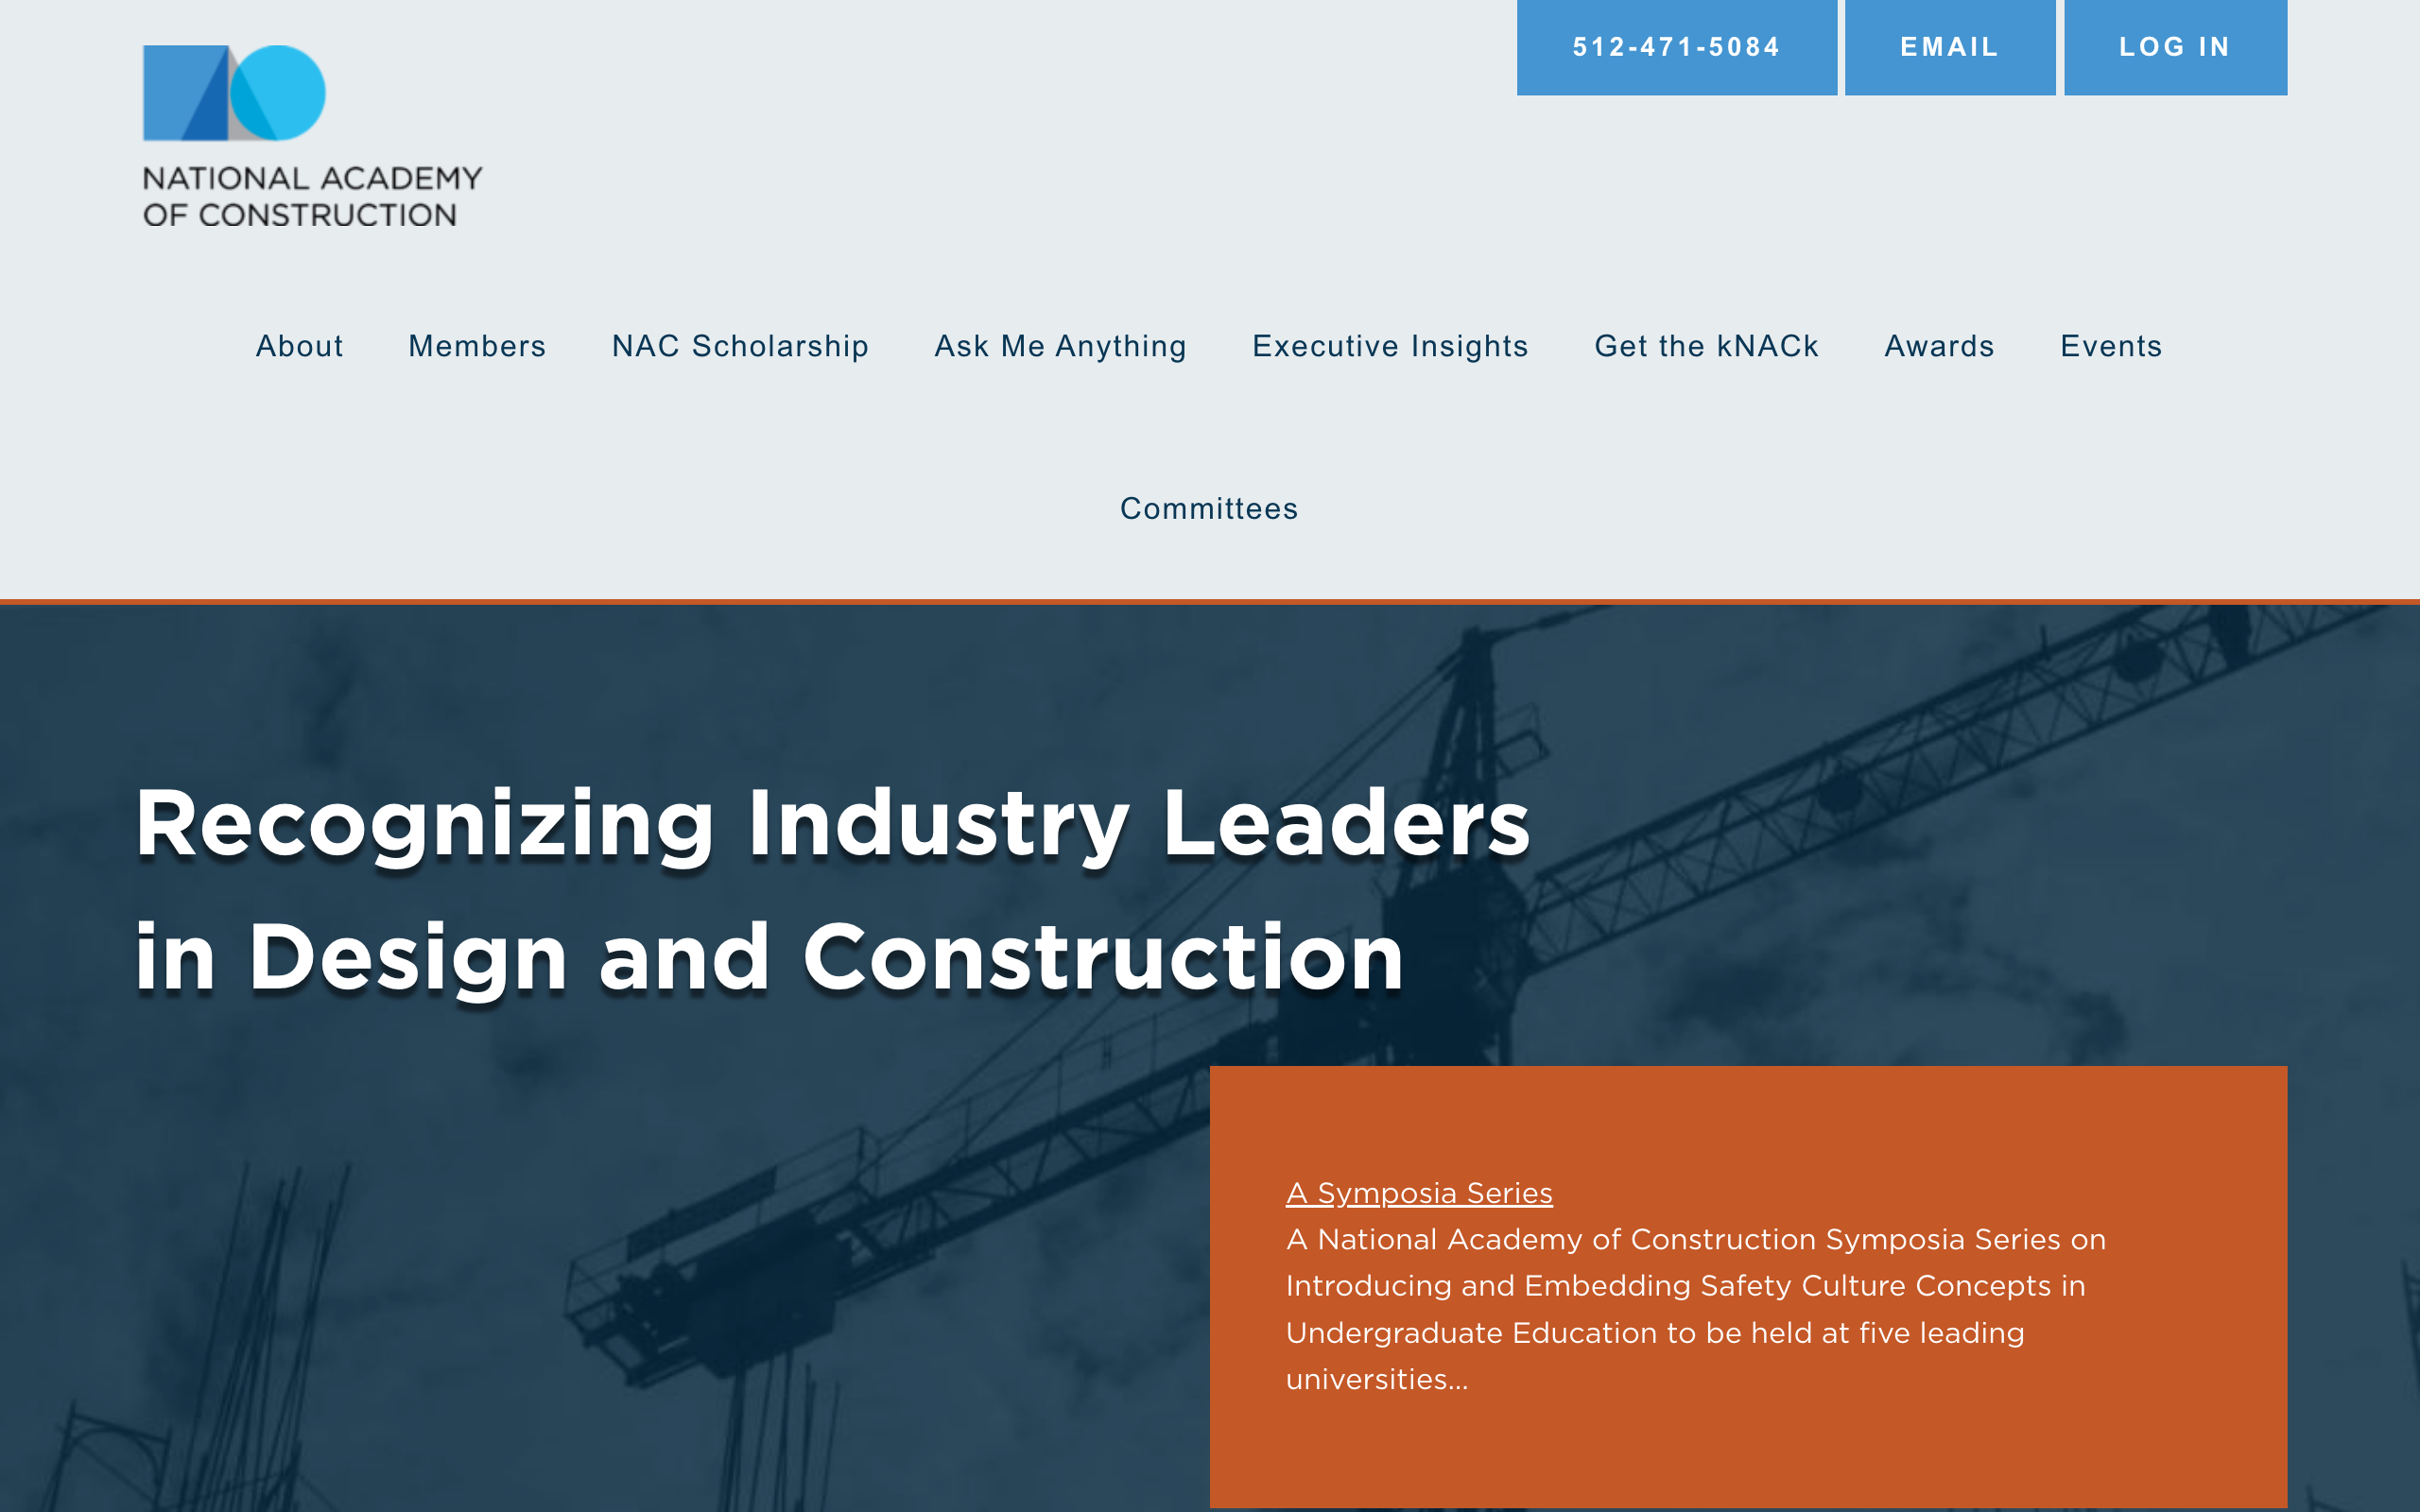 512-471-5084 EMAIL LOG IN
NATIONAL ACADEMY
OF CONSTRUCTION
About Members NAC Scholarship Ask Me Anything Executive Insights Get the kNACk Awards Events
Committees
Recognizing Industry Leaders
in Design and Construction
A Symposia Series
A National Academy of Construction Symposia Series on
Introducing and Embedding Safety Culture Concepts in
Undergraduate Education to be held at five leading
universities...